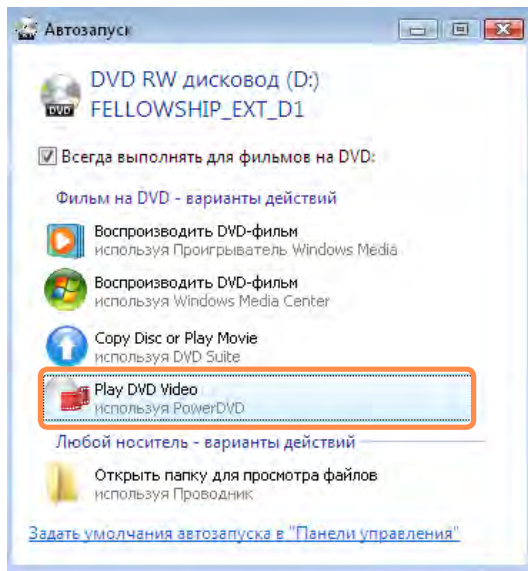 Автозапуск
DVD RW дисковод (D:)
FELLOWSHIP_EXT_D1
DVD
Всегда выполнять для фильмов на DVD:
Фильм на DVD - варианты действий
Воспроизводить DVD-фильм
используя Проигрыватель Windows Media
Воспроизводить DVD-фильм
используя Windows Media Center
Copy Disc or Play Movie
используя DVD Suite
Play DVD Video
используя PowerDVD
Любой носитель - варианты действий
Открыть папку для просмотра файлов
используя Проводник
Задать умолчания автозапуска в "Панели управления"